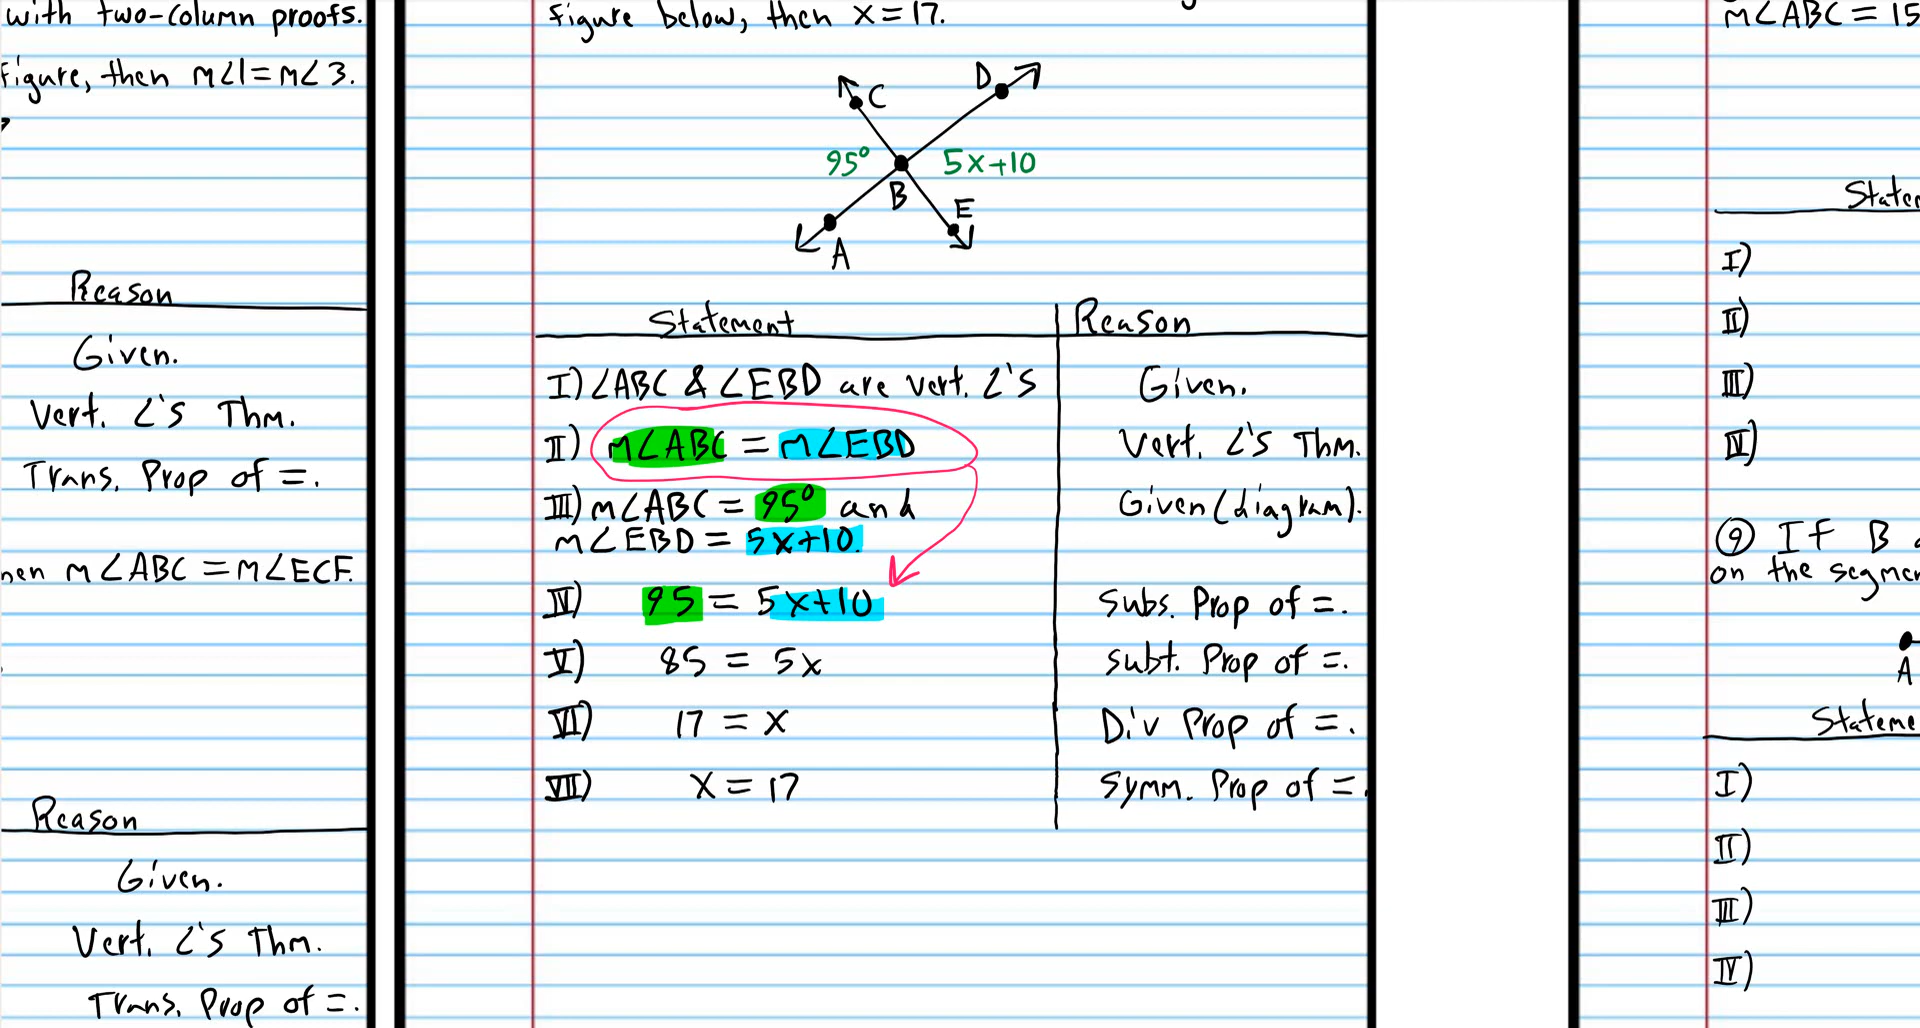 with two-column proofs.
figure, then m∠1=m∠3.
Reason
Given.
Vert. ∠'s Thm.
Trans. Prop of =.
m∠ABC = m∠ECF.
Reason
Given.
Vert. ∠'s Thm.
Trans. Prop of =.
figure below, then x=17.
C
D
95°
5x+10
B
E
A
Statement
Reason
I) ∠ABC & ∠EBD are vert. ∠'s
Given.
II) m∠ABC = m∠EBD
Vert. ∠'s Thm.
III) m∠ABC = 95° and
Given (diagram).
m∠EBD = 5x+10.
IV) 95 = 5x+10
Subs. Prop of =.
V) 85 = 5x
Subt. Prop of =.
VI) 17 = x
Div Prop of =.
VII) x = 17
Symm. Prop of =.
m∠ABC = 15
I)
II)
III)
IV)
⑨ If B
on the
A
I)
II)
III)
IV)